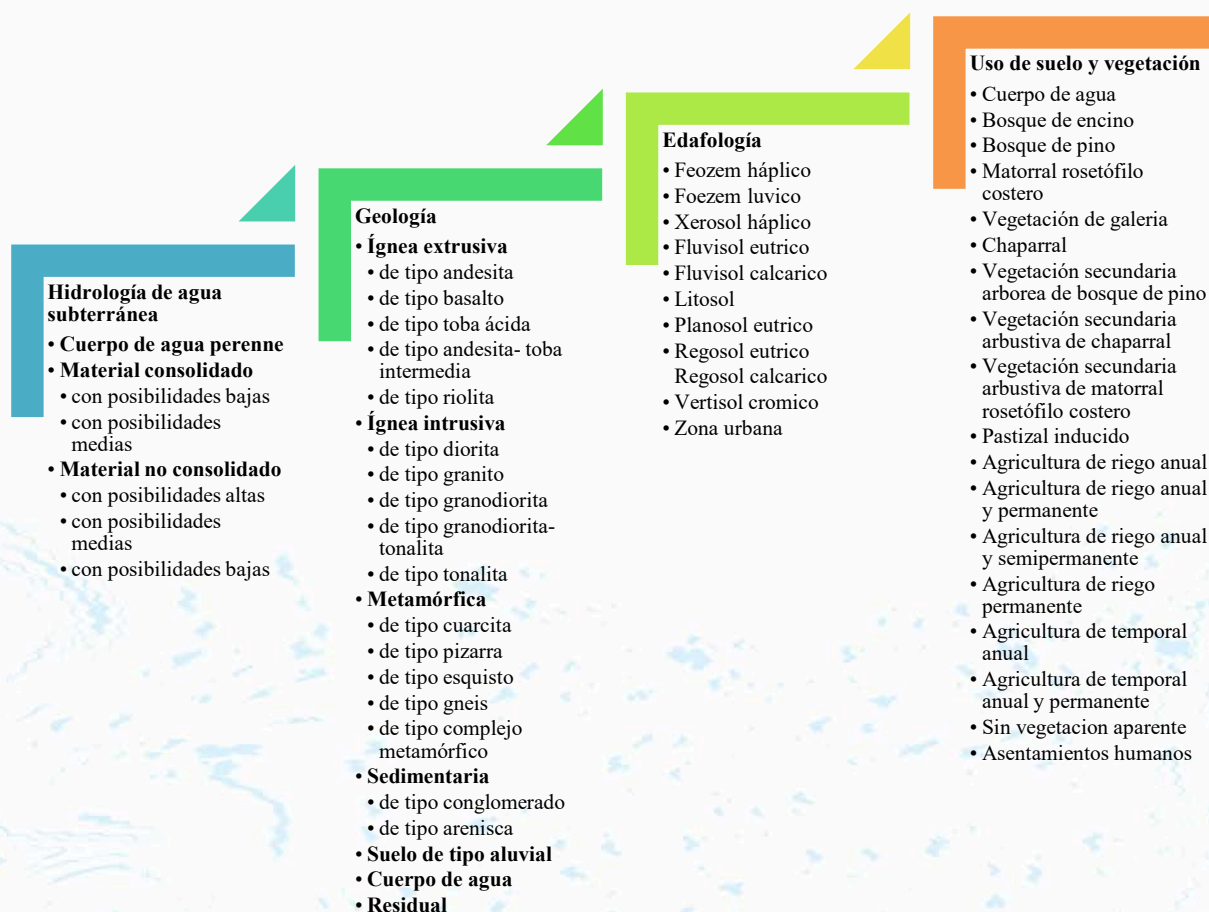 Hidrología de agua
subterránea
• Cuerpo de agua perenne
• Material consolidado
• con posibilidades bajas
• con posibilidades
medias
• Material no consolidado
• con posibilidades altas
• con posibilidades
medias
• con posibilidades bajas
Geología
• Ígnea extrusiva
• de tipo andesita
• de tipo basalto
• de tipo toba ácida
• de tipo andesita- toba
intermedia
• de tipo riolita
• Ígnea intrusiva
• de tipo diorita
• de tipo granito
• de tipo granodiorita
• de tipo granodiorita-
tonalita
• de tipo tonalita
• Metamórfica
• de tipo cuarcita
• de tipo pizarra
• de tipo esquisto
• de tipo gneis
• de tipo complejo
metamórfico
• Sedimentaria
• de tipo conglomerado
• de tipo arenisca
• Suelo de tipo aluvial
• Cuerpo de agua
• Residual
Edafología
• Feozem háplico
• Foezem luvico
• Xerosol háplico
• Fluvisol eutrico
• Fluvisol calcarico
• Litosol
• Planosol eutrico
• Regosol eutrico
Regosol calcarico
• Vertisol cromico
• Zona urbana
Uso de suelo y vegetación
• Cuerpo de agua
• Bosque de encino
• Bosque de pino
• Matorral rosetófilo
costero
• Vegetación de galeria
• Chaparral
• Vegetación secundaria
arborea de bosque de pino
• Vegetación secundaria
arbustiva de chaparral
• Vegetación secundaria
arbustiva de matorral
rosetófilo costero
• Pastizal inducido
• Agricultura de riego anual
• Agricultura de riego anual
y permanente
• Agricultura de riego anual
y semipermanente
• Agricultura de riego
permanente
• Agricultura de temporal
anual
• Agricultura de temporal
anual y permanente
• Sin vegetacion aparente
• Asentamientos humanos